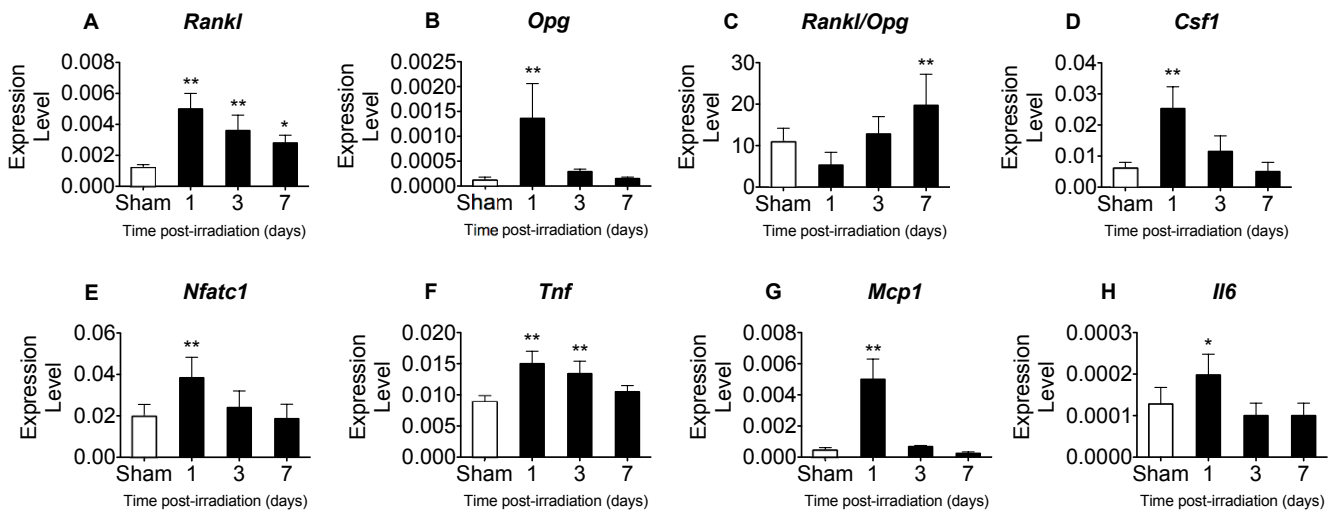 A Rankl
Expression Level
0.008
0.006
0.004
0.002
0.000
** ** *
Sham 1 3 7
Time post-irradiation (days)
B Opg
Expression Level
0.0025
0.0020
0.0015
0.0010
0.0005
0.0000
**
Sham 1 3 7
Time post-irradiation (days)
C Rankl/Opg
Expression Level
30
20
10
0
**
Sham 1 3 7
Time post-irradiation (days)
D Csf1
Expression Level
0.04
0.03
0.02
0.01
0.00
**
Sham 1 3 7
Time post-irradiation (days)
E Nfatc1
Expression Level
0.06
0.04
0.02
0.00
**
Sham 1 3 7
Time post-irradiation (days)
F Tnf
Expression Level
0.020
0.015
0.010
0.005
0.000
** **
Sham 1 3 7
Time post-irradiation (days)
G Mcp1
Expression Level
0.008
0.006
0.004
0.002
0.000
**
Sham 1 3 7
Time post-irradiation (days)
H Il6
Expression Level
0.0003
0.0002
0.0001
0.0000
*
Sham 1 3 7
Time post-irradiation (days)